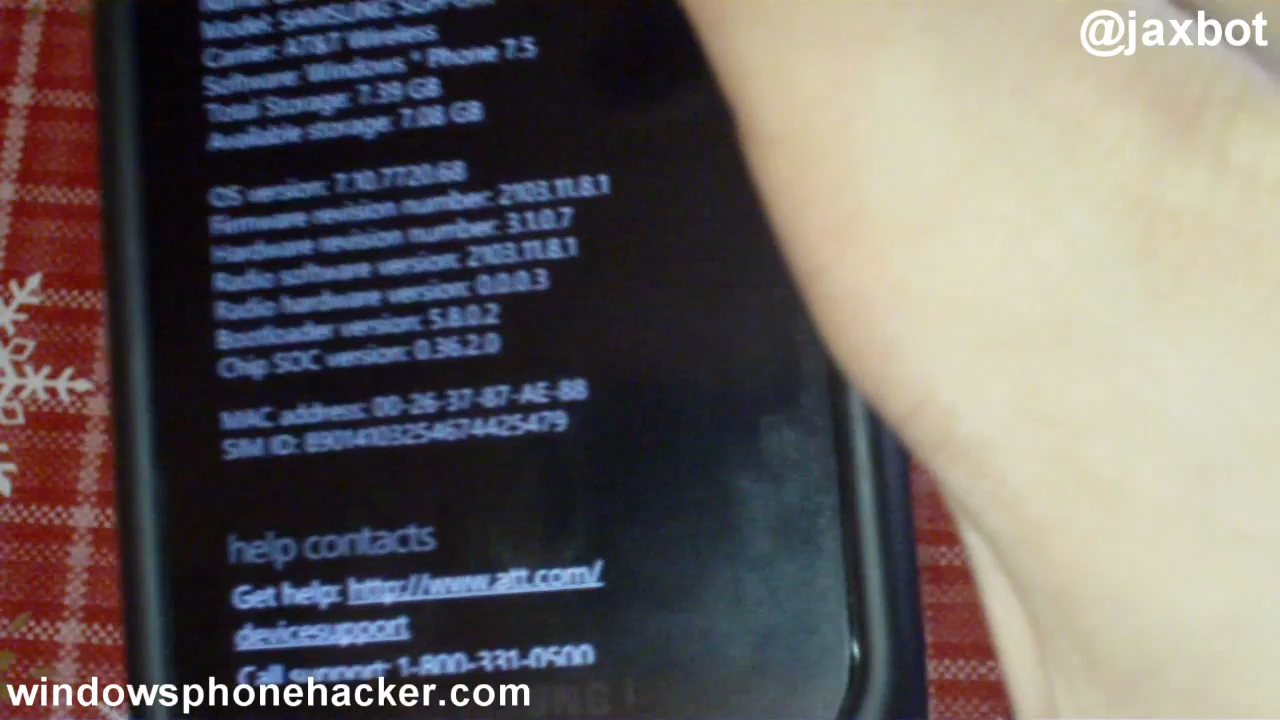 @jaxbot
Model: SAMSUNG
Carrier: AT&T Wireless
Software: Windows ® Phone 7.5
Total Storage: 7.39 GB
Available storage: 7.08 GB
OS version: 7.10.7720.68
Firmware revision number: 2103.11.8.1
Hardware revision number: 3.1.0.7
Radio software version: 2103.11.8.1
Radio hardware version: 0.0.0.3
Bootloader version: 5.8.0.2
Chip SOC version: 0.36.2.0
MAC address: 00-26-37-87-AE-88
SIM ID: 89014103254674425479
help contacts
Get help: http://www.att.com/
devicesupport
Call support: 1-800-331-0500
windowsphonehacker.com